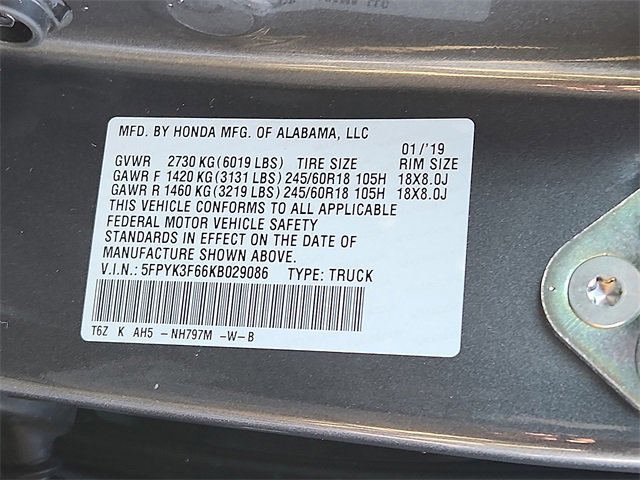 MFD. BY HONDA MFG. OF ALABAMA, LLC
01/'19
GVWR 2730 KG(6019 LBS) TIRE SIZE RIM SIZE
GAWR F 1420 KG(3131 LBS) 245/60R18 105H 18X8.0J
GAWR R 1460 KG(3219 LBS) 245/60R18 105H 18X8.0J
THIS VEHICLE CONFORMS TO ALL APPLICABLE
FEDERAL MOTOR VEHICLE SAFETY
STANDARDS IN EFFECT ON THE DATE OF
MANUFACTURE SHOWN ABOVE.
V.I.N.: 5FPYK3F66KB029086 TYPE: TRUCK
T6Z K AH5 -NH797M -W-B